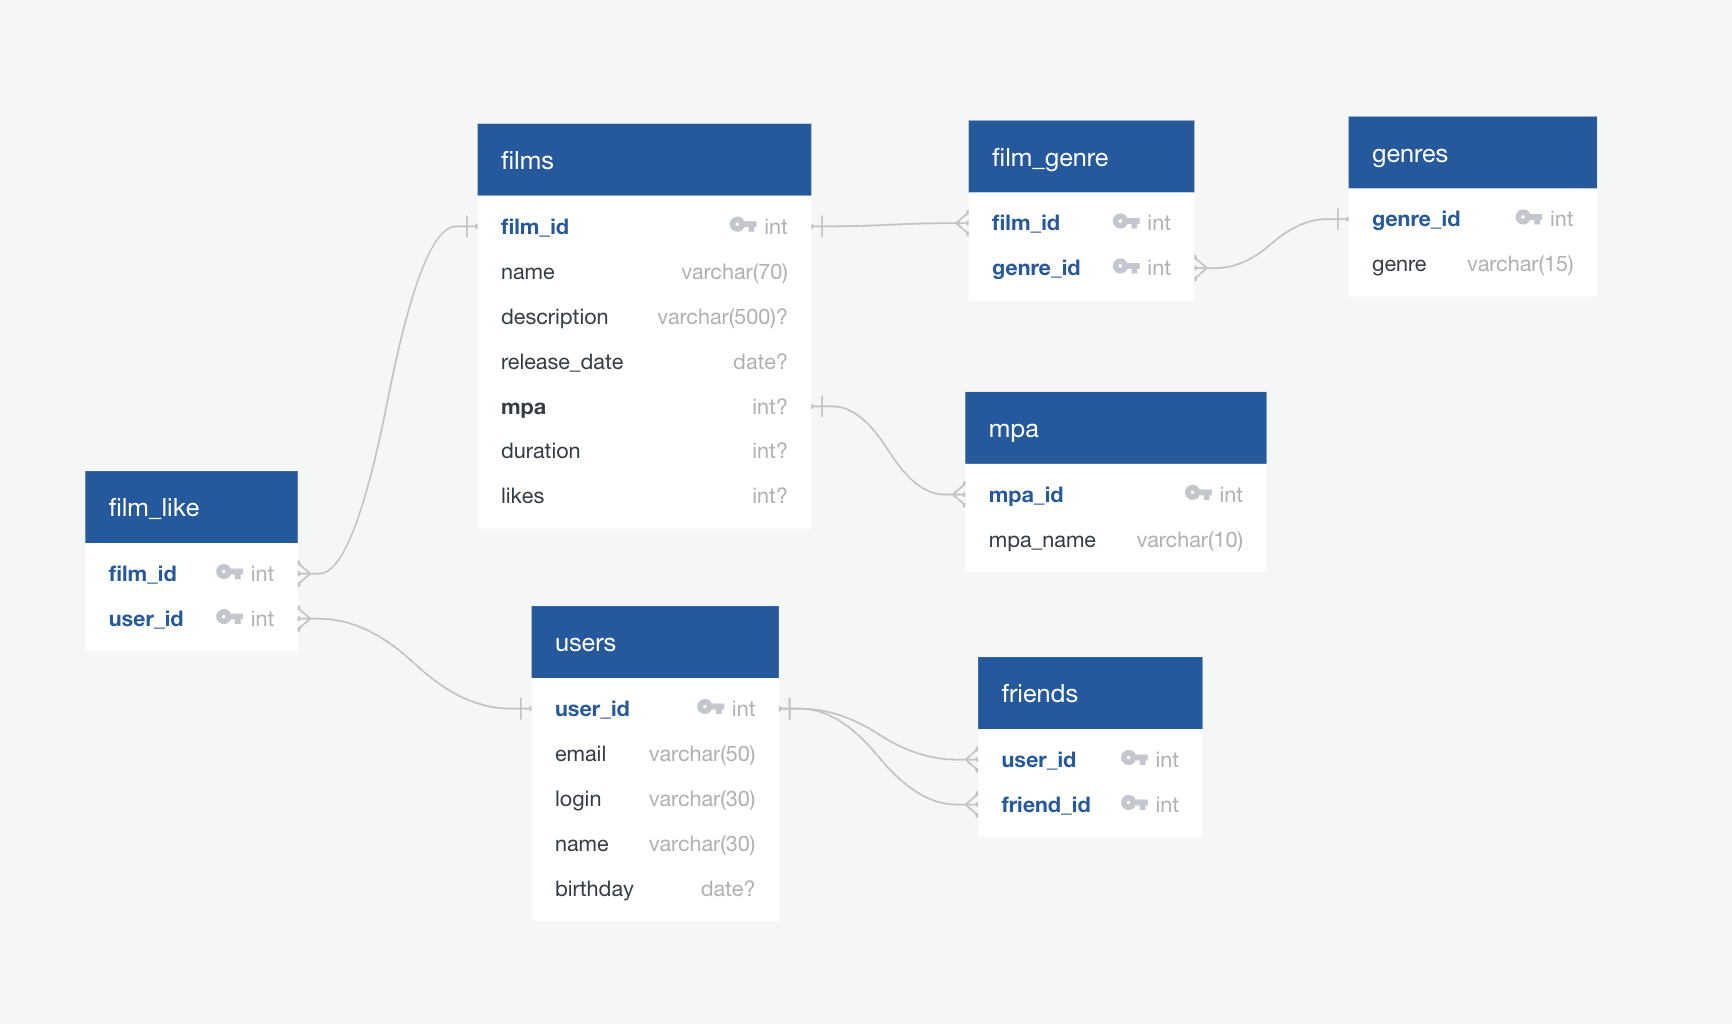 films
film_id int
name varchar(70)
description varchar(500)?
release_date date?
mpa int?
duration int?
likes int?
film_genre
film_id int
genre_id int
genres
genre_id int
genre varchar(15)
mpa
mpa_id int
mpa_name varchar(10)
film_like
film_id int
user_id int
users
user_id int
email varchar(50)
login varchar(30)
name varchar(30)
birthday date?
friends
user_id int
friend_id int